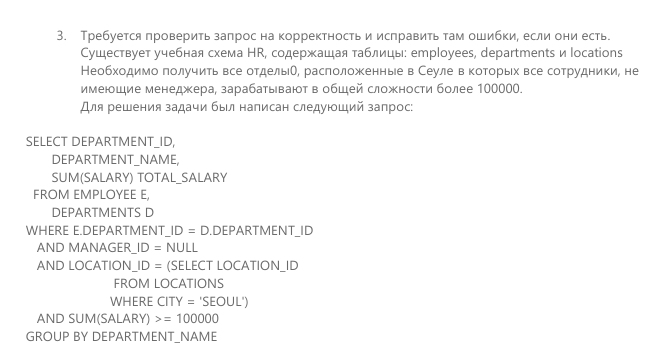 3. Требуется проверить запрос на корректность и исправить там ошибки, если они есть.
Существует учебная схема HR, содержащая таблицы: employees, departments и locations
Необходимо получить все отделы0, расположенные в Сеуле в которых все сотрудники, не
имеющие менеджера, зарабатывают в общей сложности более 100000.
Для решения задачи был написан следующий запрос:
SELECT DEPARTMENT_ID,
DEPARTMENT_NAME,
SUM(SALARY) TOTAL_SALARY
FROM EMPLOYEE E,
DEPARTMENTS D
WHERE E.DEPARTMENT_ID = D.DEPARTMENT_ID
AND MANAGER_ID = NULL
AND LOCATION_ID = (SELECT LOCATION_ID
FROM LOCATIONS
WHERE CITY = 'SEOUL')
AND SUM(SALARY) >= 100000
GROUP BY DEPARTMENT_NAME